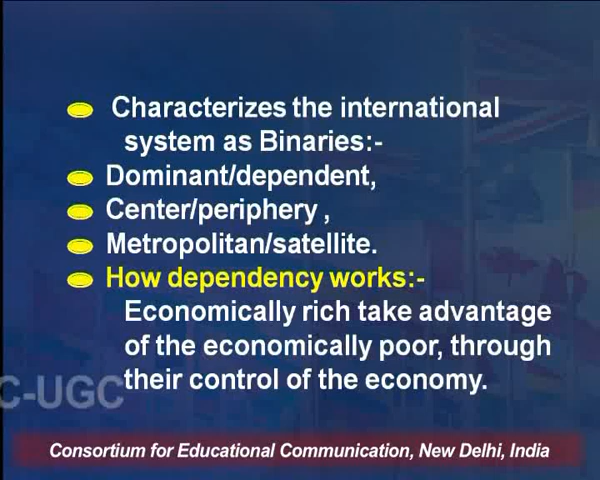 Characterizes the international
system as Binaries:-
Dominant/dependent,
Center/periphery ,
Metropolitan/satellite.
How dependency works:-
Economically rich take advantage
of the economically poor, through
their control of the economy.
C-UGC
Consortium for Educational Communication, New Delhi, India